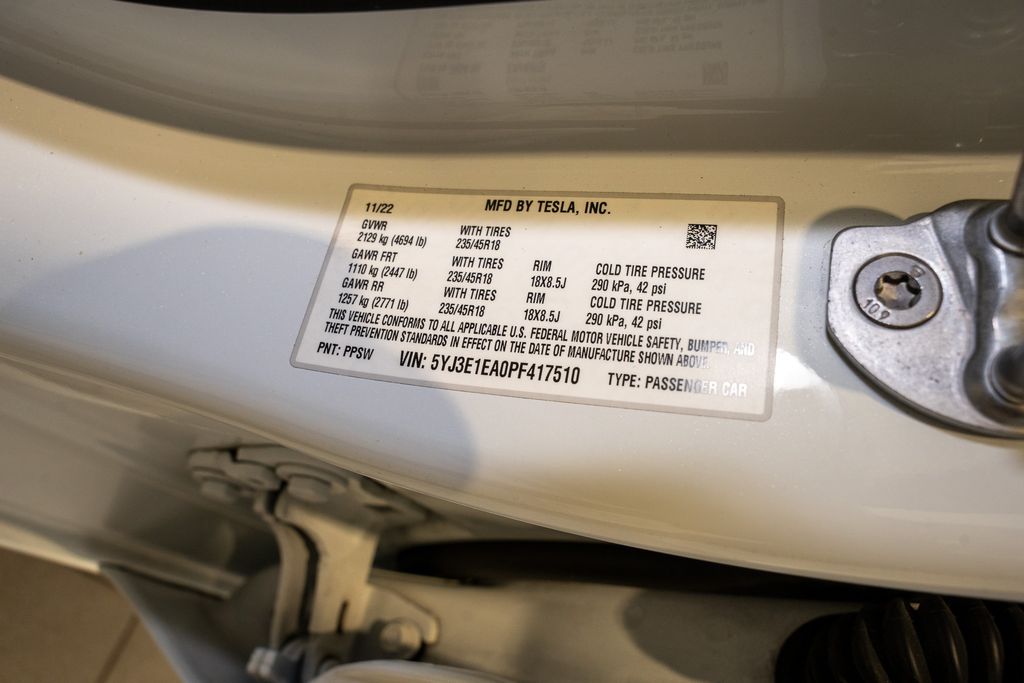 11/22
MFD BY TESLA, INC.
GVWR
2129 kg (4694 lb)
WITH TIRES
235/45R18
GAWR FRT
1110 kg (2447 lb)
WITH TIRES
235/45R18
RIM
18X8.5J
COLD TIRE PRESSURE
290 kPa, 42 psi
GAWR RR
1257 kg (2771 lb)
WITH TIRES
235/45R18
RIM
18X8.5J
COLD TIRE PRESSURE
290 kPa, 42 psi
THIS VEHICLE CONFORMS TO ALL APPLICABLE U.S. FEDERAL MOTOR VEHICLE SAFETY, BUMPER, AND
THEFT PREVENTION STANDARDS IN EFFECT ON THE DATE OF MANUFACTURE SHOWN ABOVE
PNT: PPSW
VIN: 5YJ3E1EA0PF417510
TYPE: PASSENGER CAR
10.9